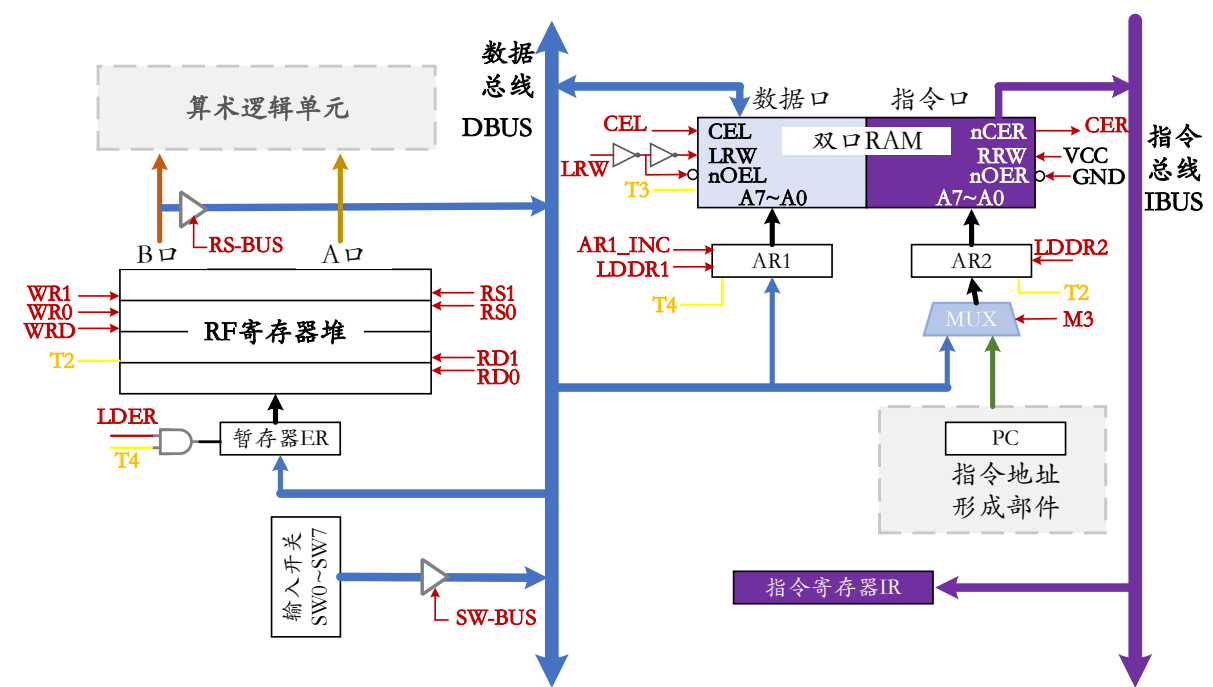 算术逻辑单元
数据
总线
DBUS
数据口
指令口
指令
总线
IBUS
CEL
LRW
T3
CEL
LRW
nOEL
A7~A0
双口RAM
nCER
RRW
nOER
A7~A0
CER
VCC
GND
RS-BUS
B口
A口
AR1_INC
LDDR1
T4
AR1
AR2
LDDR2
T2
MUX
M3
WR1
WR0
WRD
T2
RF寄存器堆
RS1
RS0
RD1
RD0
LDER
T4
暂存器ER
PC
指令地址
形成部件
输入开关
SW0~SW7
SW-BUS
指令寄存器IR